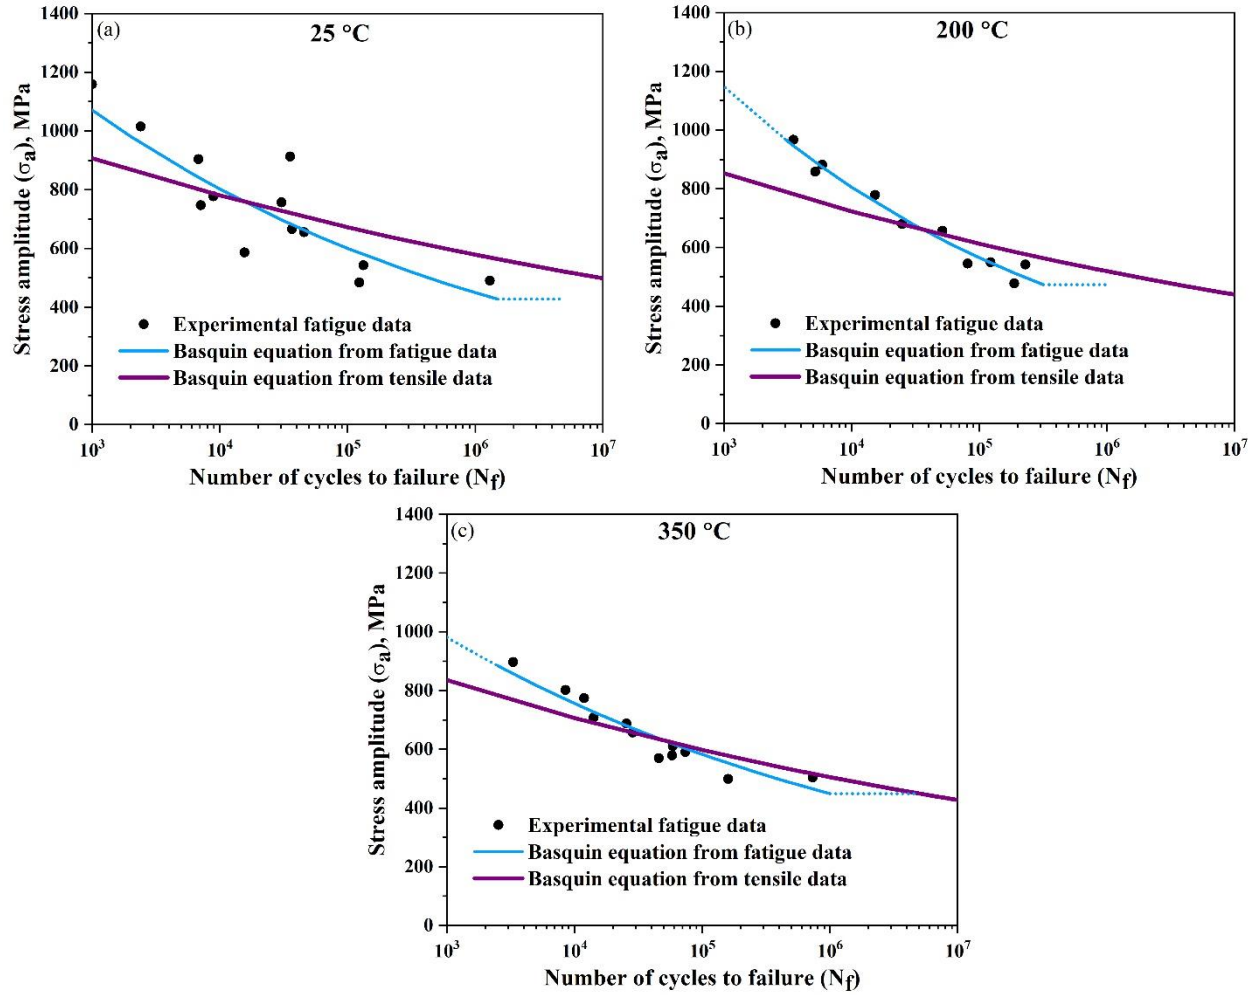 (a)
25 °C
Stress amplitude (σa), MPa
1400
1200
1000
800
600
400
200
0
Experimental fatigue data
Basquin equation from fatigue data
Basquin equation from tensile data
10³
10⁴
10⁵
10⁶
10⁷
Number of cycles to failure (Nf)
(b)
200 °C
Stress amplitude (σa), MPa
1400
1200
1000
800
600
400
200
0
Experimental fatigue data
Basquin equation from fatigue data
Basquin equation from tensile data
10³
10⁴
10⁵
10⁶
10⁷
Number of cycles to failure (Nf)
(c)
350 °C
Stress amplitude (σa), MPa
1400
1200
1000
800
600
400
200
0
Experimental fatigue data
Basquin equation from fatigue data
Basquin equation from tensile data
10³
10⁴
10⁵
10⁶
10⁷
Number of cycles to failure (Nf)